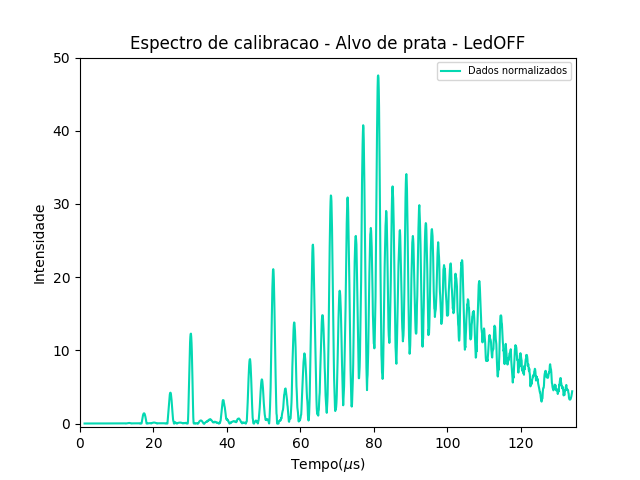 Espectro de calibracao - Alvo de prata - LedOFF
Dados normalizados
Intensidade
50
40
30
20
10
0
0 20 40 60 80 100 120
Tempo(μs)